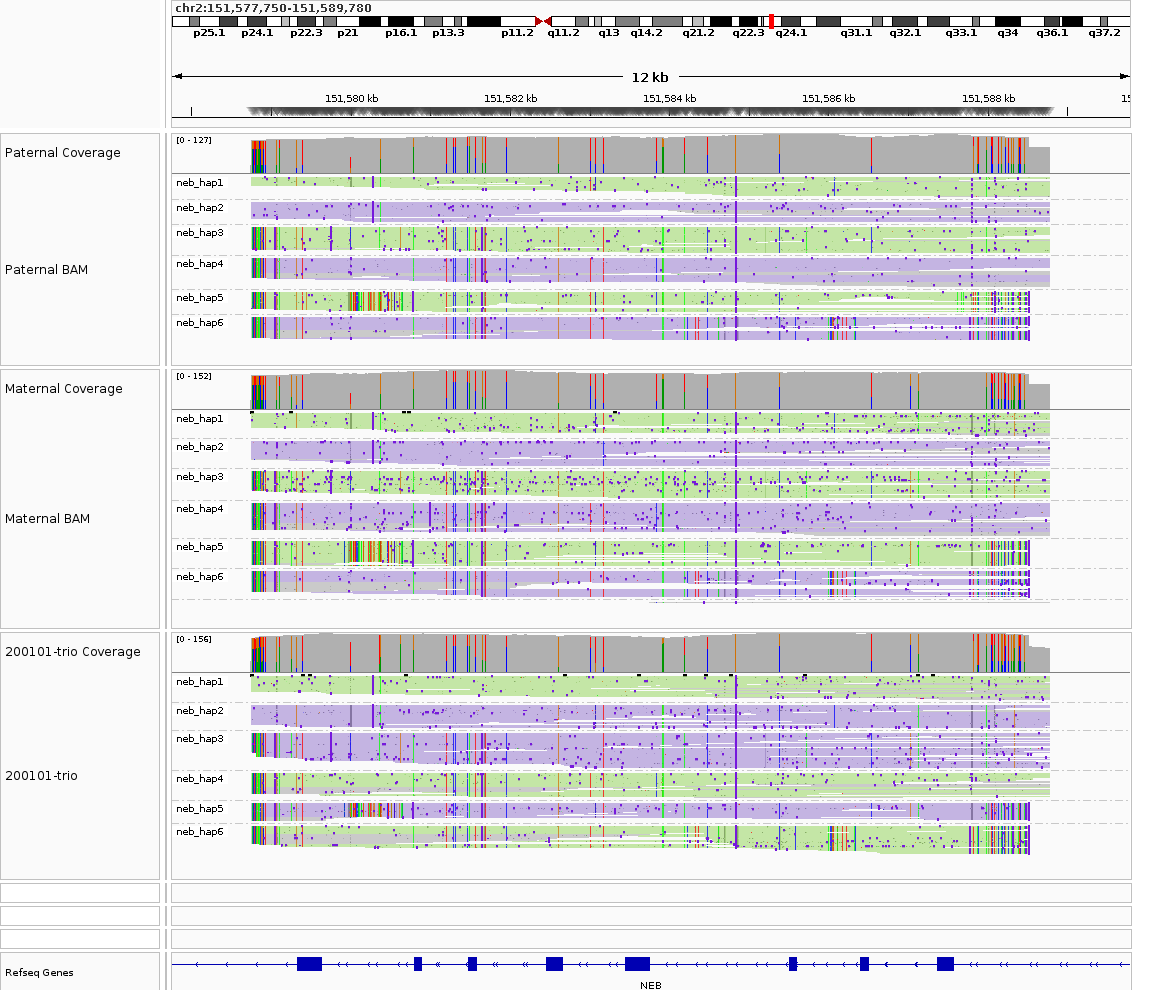 chr2:151,577,750-151,589,780
p25.1 p24.1 p22.3 p21 p16.1 p13.3 p11.2 q11.2 q13 q14.2 q21.2 q22.3 q24.1 q31.1 q32.1 q33.1 q34 q36.1 q37.2
12 kb
151,580 kb 151,582 kb 151,584 kb 151,586 kb 151,588 kb 15
Paternal Coverage
[0 - 127]
neb_hap1
neb_hap2
neb_hap3
neb_hap4
Paternal BAM
neb_hap5
neb_hap6
Maternal Coverage
[0 - 152]
neb_hap1
neb_hap2
neb_hap3
neb_hap4
Maternal BAM
neb_hap5
neb_hap6
200101-trio Coverage
[0 - 156]
neb_hap1
neb_hap2
neb_hap3
200101-trio
neb_hap4
neb_hap5
neb_hap6
Refseq Genes
NEB